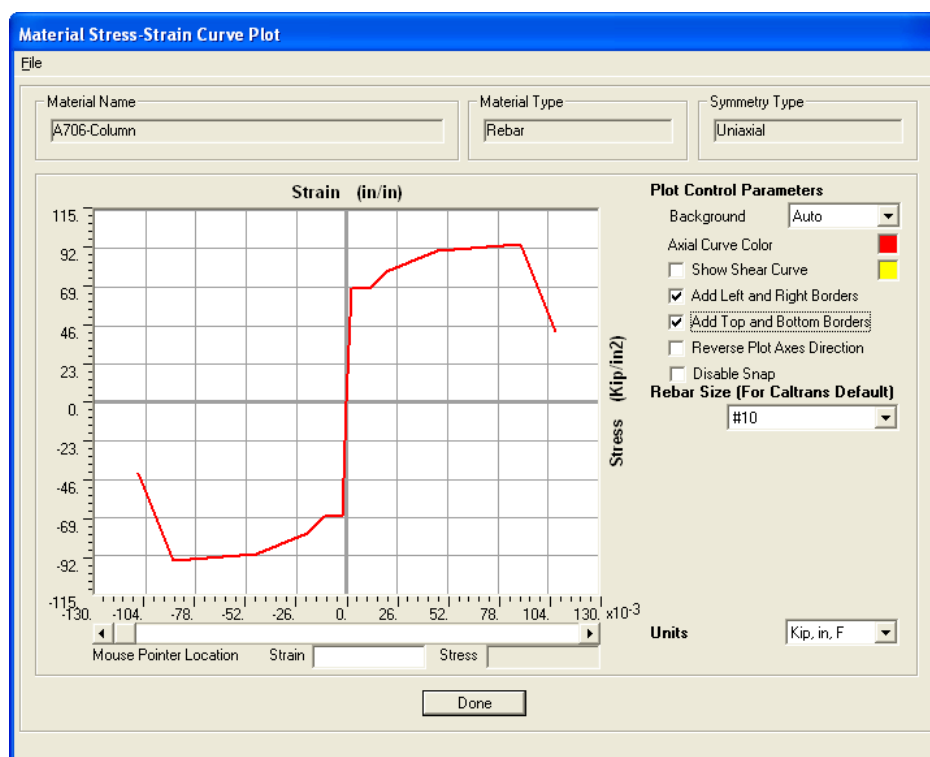 Material Stress-Strain Curve Plot
File
Material Name
A706-Column
Material Type
Rebar
Symmetry Type
Uniaxial
Strain (in/in)
115.
92.
69.
46.
23.
0.
-23.
-46.
-69.
-92.
-115.
-130. -104. -78. -52. -26. 0. 26. 52. 78. 104. 130. x10-3
Stress (Kip/in2)
Mouse Pointer Location Strain Stress
Plot Control Parameters
Background Auto
Axial Curve Color
Show Shear Curve
Add Left and Right Borders
Add Top and Bottom Borders
Reverse Plot Axes Direction
Disable Snap
Rebar Size (For Caltrans Default)
#10
Units Kip, in, F
Done